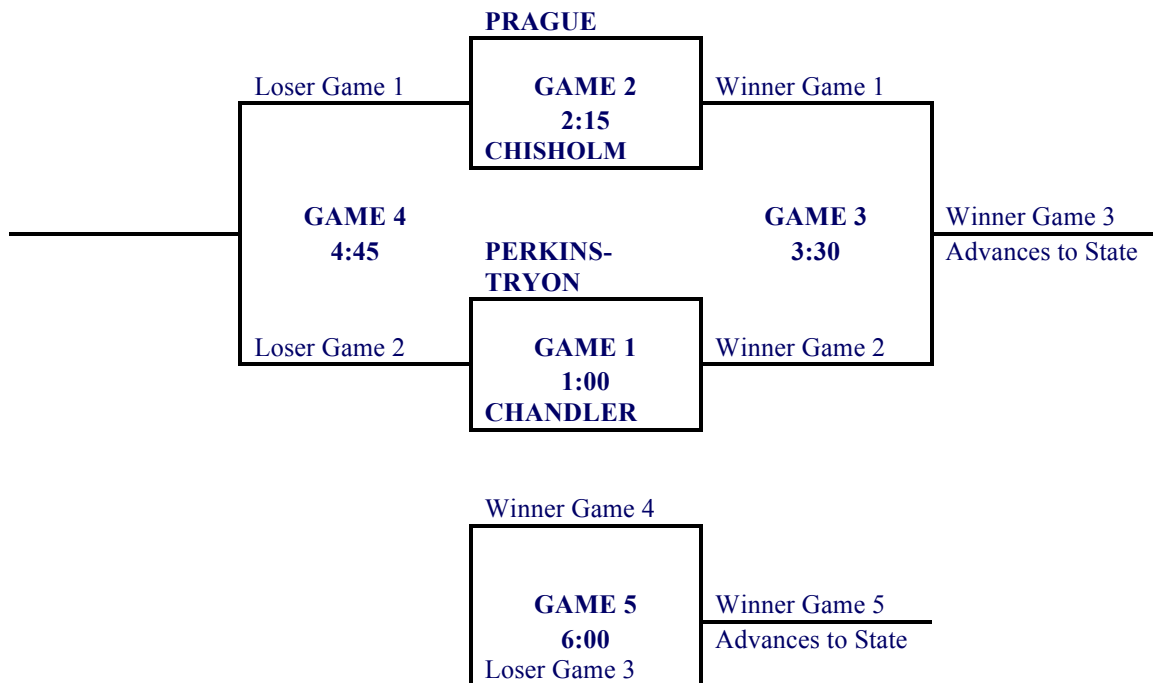 PRAGUE
Loser Game 1
GAME 2
Winner Game 1
2:15
CHISHOLM
GAME 4
GAME 3
Winner Game 3
4:45
PERKINS-
3:30
Advances to State
TRYON
Loser Game 2
GAME 1
Winner Game 2
1:00
CHANDLER
Winner Game 4
GAME 5
Winner Game 5
6:00
Advances to State
Loser Game 3